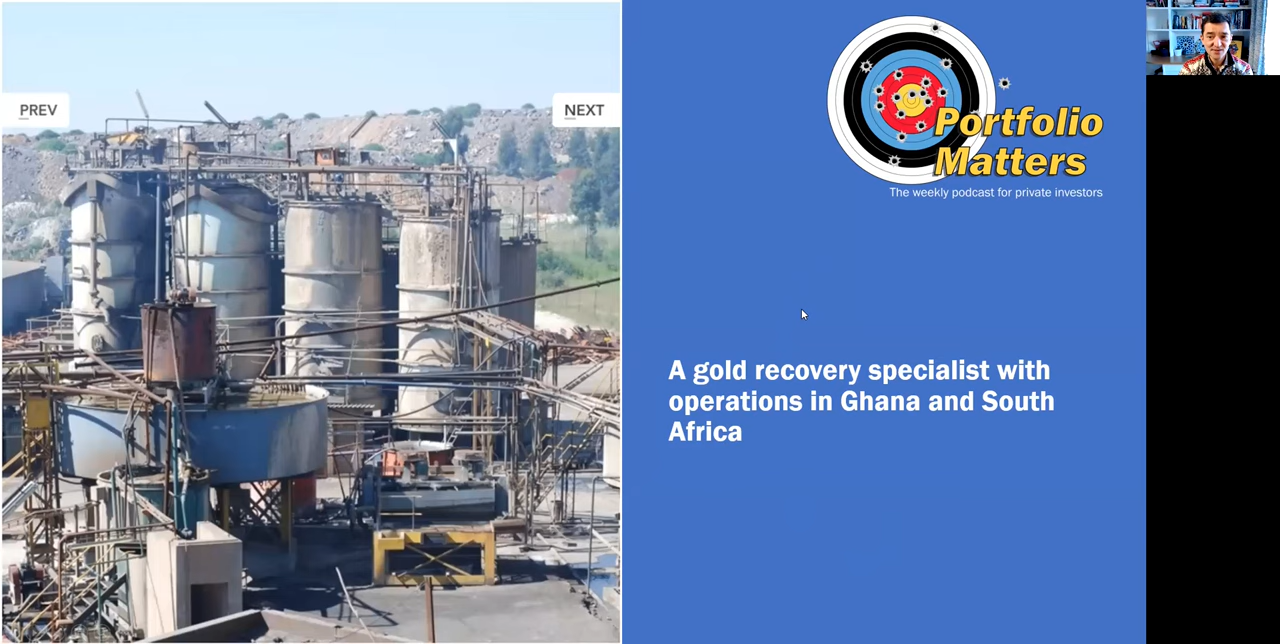 PREV
NEXT
Portfolio
Matters
The weekly podcast for private investors
A gold recovery specialist with
operations in Ghana and South
Africa